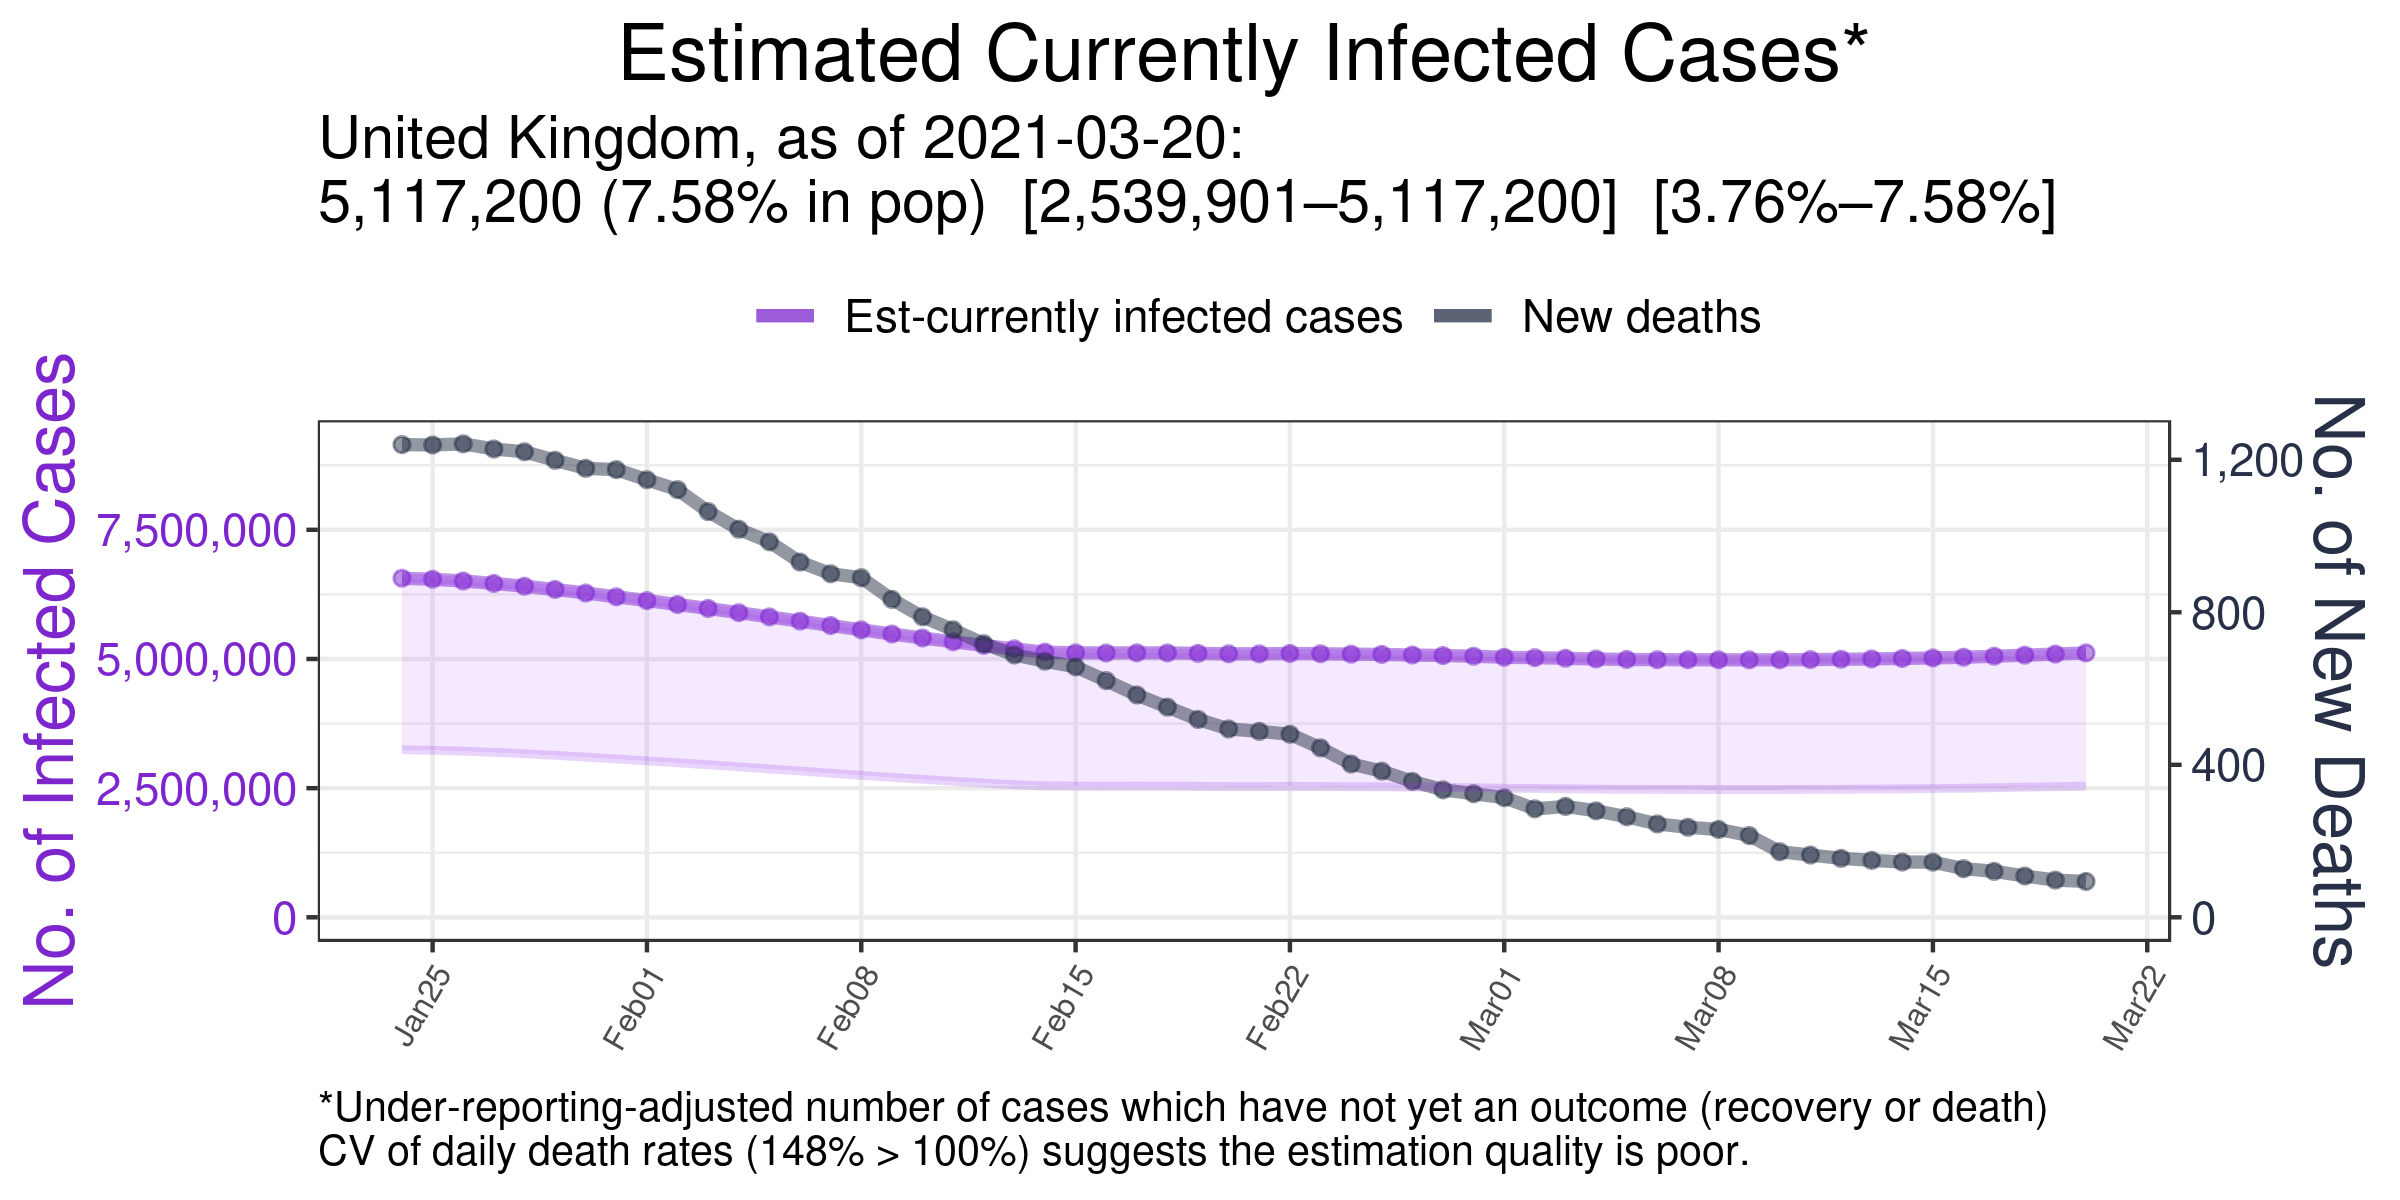 Estimated Currently Infected Cases*
United Kingdom, as of 2021-03-20:
5,117,200 (7.58% in pop)  [2,539,901–5,117,200]  [3.76%–7.58%]
Est-currently infected cases
New deaths
No. of Infected Cases
7,500,000
5,000,000
2,500,000
0
1,200
800
400
0
No. of New Deaths
Jan25
Feb01
Feb08
Feb15
Feb22
Mar01
Mar08
Mar15
Mar22
*Under-reporting-adjusted number of cases which have not yet an outcome (recovery or death)
CV of daily death rates (148% > 100%) suggests the estimation quality is poor.